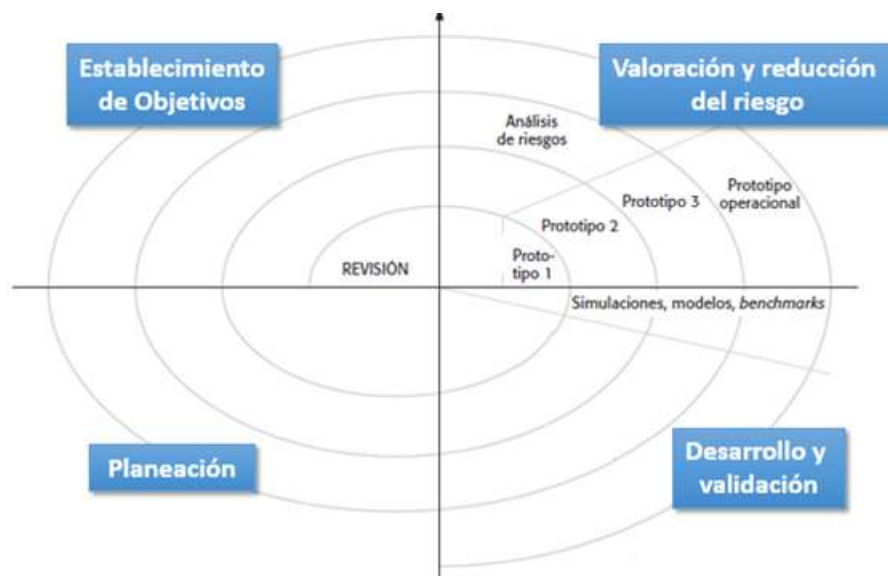 Establecimiento
de Objetivos
Valoración y reducción
del riesgo
Análisis
de riesgos
Prototipo
operacional
Prototipo 3
Prototipo 2
Proto-
tipo 1
REVISIÓN
Simulaciones, modelos, benchmarks
Planeación
Desarrollo y
validación